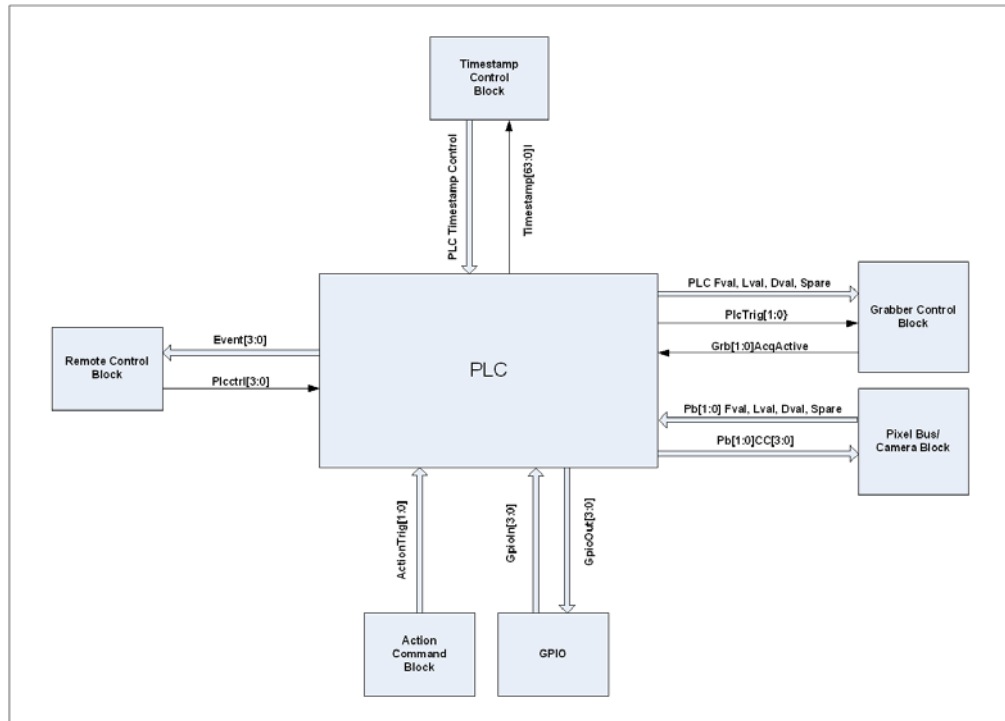 Timestamp
Control
Block
PLC Timestamp Control
Timestamp[63:0]l
PLC Fval, Lval, Dval, Spare
PlcTrig[1:0}
Grb[1:0]AcqActive
Grabber Control
Block
Event[3:0]
Plcctrl[3:0]
Remote Control
Block
PLC
Pb[1:0] Fval, Lval, Dval, Spare
Pb[1:0]CC[3:0]
Pixel Bus/
Camera Block
ActionTrig[1:0]
GpioIn[3:0]
GpioOut[3:0]
Action
Command
Block
GPIO